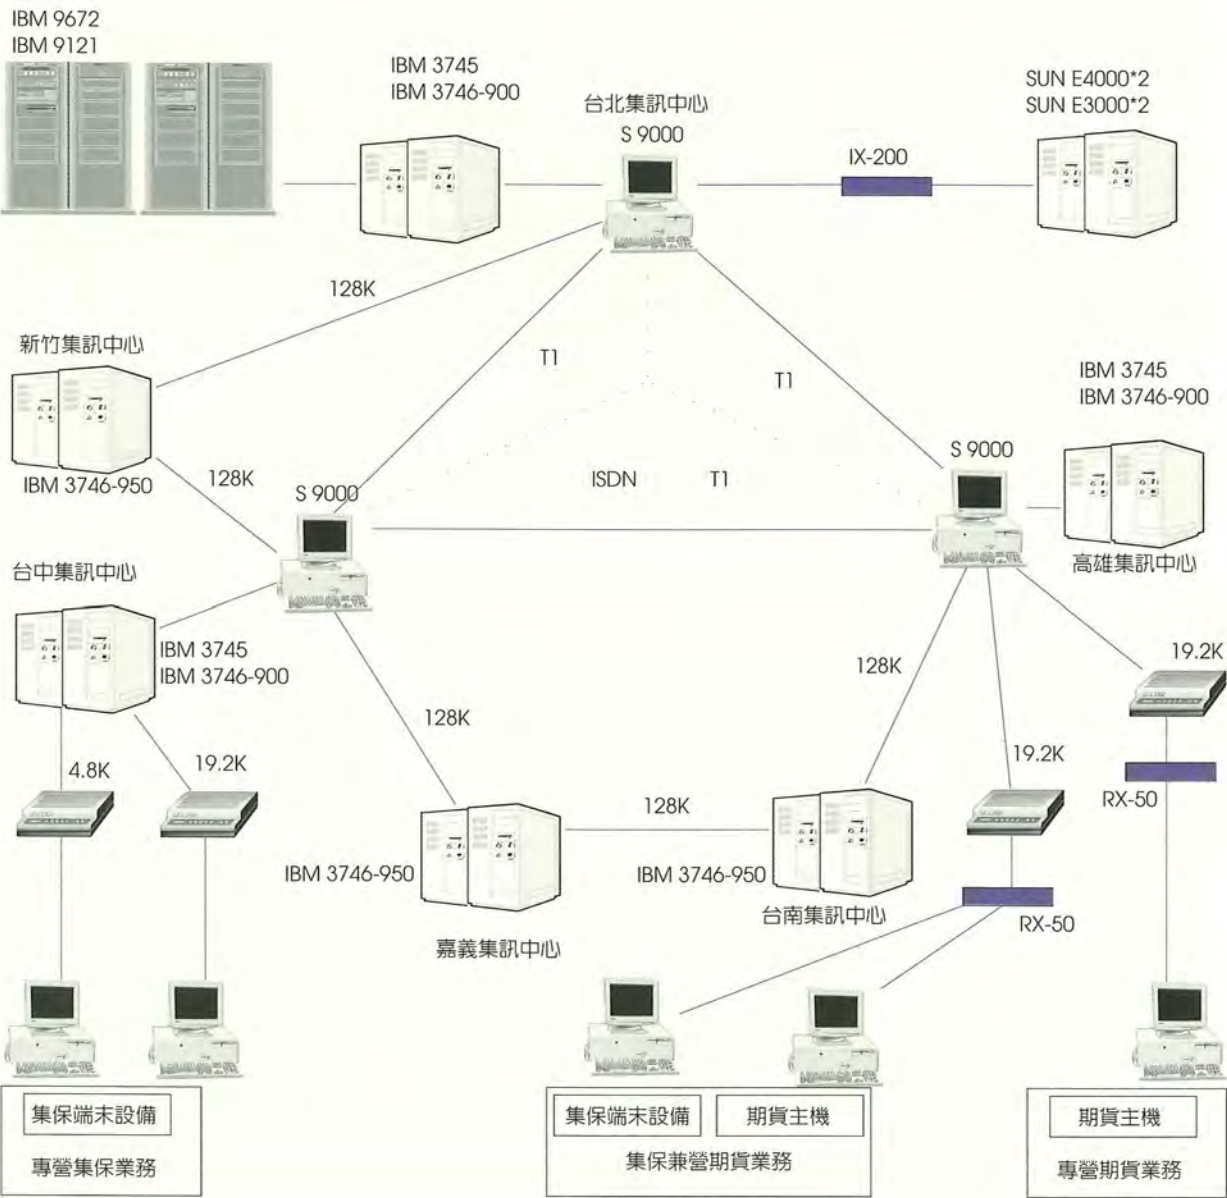 IBM 9672
IBM 9121
IBM 3745
IBM 3746-900
台北集訊中心
S 9000
IX-200
SUN E4000*2
SUN E3000*2
128K
新竹集訊中心
IBM 3746-950
T1
T1
IBM 3745
IBM 3746-900
128K
S 9000
ISDN
T1
S 9000
高雄集訊中心
台中集訊中心
IBM 3745
IBM 3746-900
128K
128K
19.2K
4.8K
19.2K
19.2K
RX-50
128K
IBM 3746-950
嘉義集訊中心
IBM 3746-950
台南集訊中心
RX-50
集保端末設備
專營集保業務
集保端末設備
期貨主機
集保兼營期貨業務
期貨主機
專營期貨業務